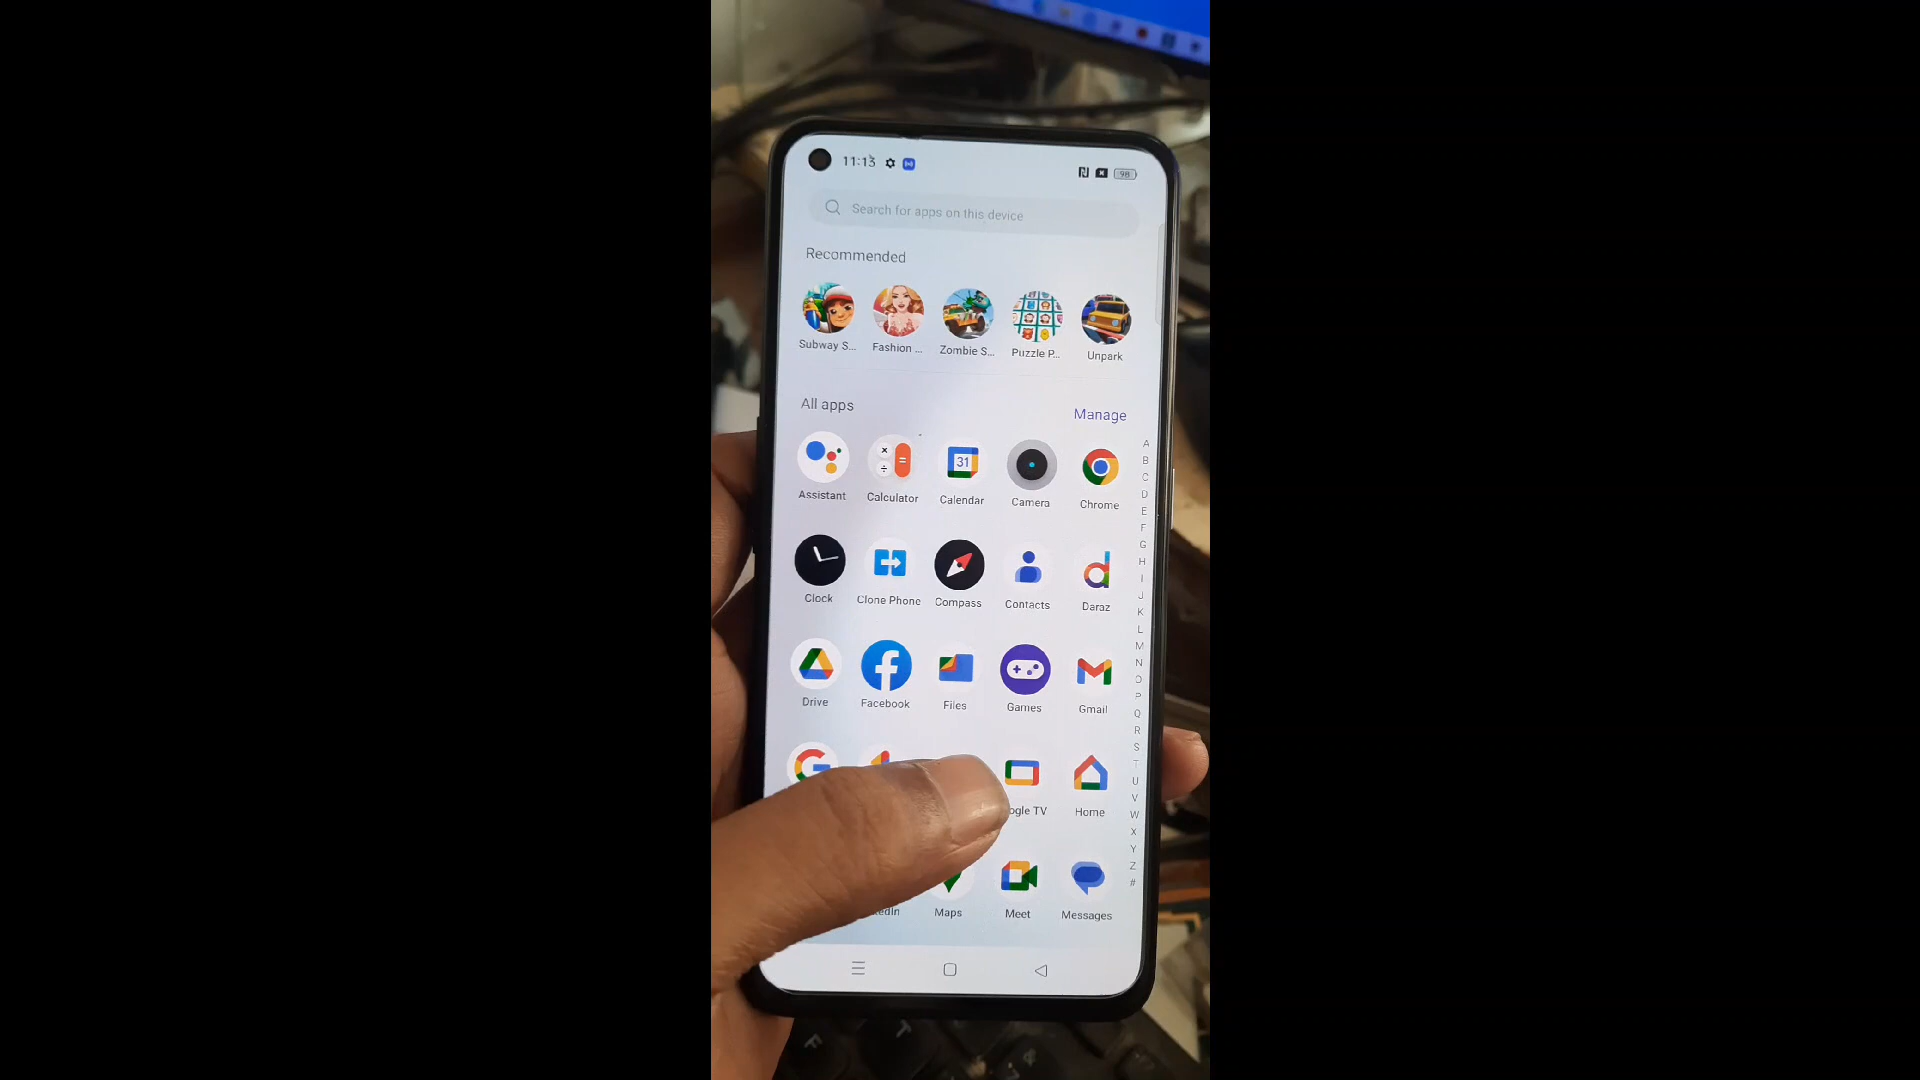 11:13 98
Search for apps on this device
Recommended
Subway S... Fashion ... Zombie S... Puzzle P... Unpark
All apps Manage
Assistant Calculator Calendar Camera Chrome
31
Clock Clone Phone Compass Contacts Daraz
Drive Facebook Files Games Gmail
ogle TV Home
edIn Maps Meet Messages
A
B
C
D
E
F
G
H
I
J
K
L
M
N
O
P
Q
R
S
T
U
V
W
X
Y
Z
#
F T